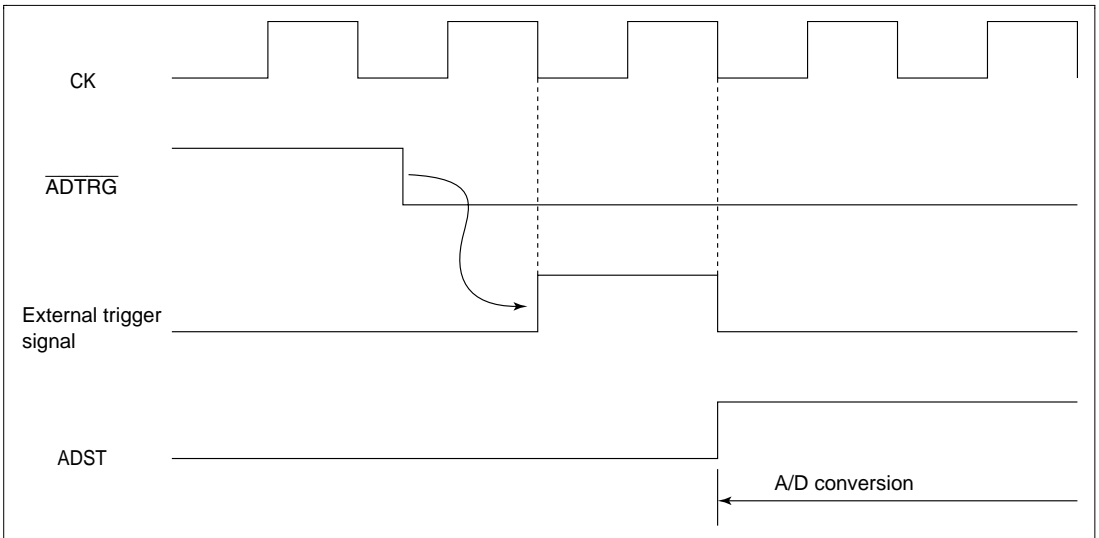 CK
ADTRG
External trigger
signal
ADST
A/D conversion